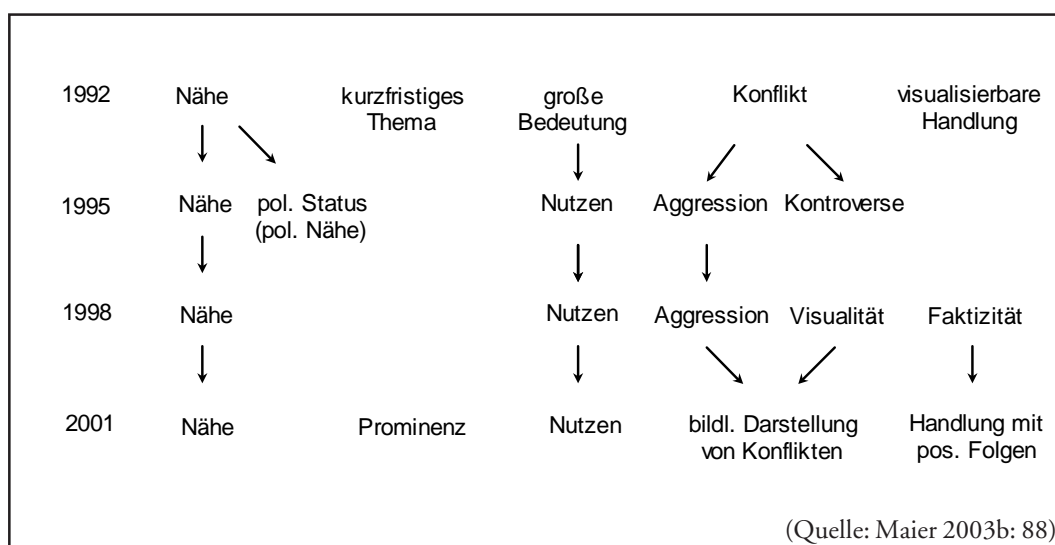 1992 Nähe kurzfristiges Thema große Bedeutung Konflikt visualisierbare Handlung
1995 Nähe pol. Status (pol. Nähe) Nutzen Aggression Kontroverse
1998 Nähe Nutzen Aggression Visualität Faktizität
2001 Nähe Prominenz Nutzen bildl. Darstellung von Konflikten Handlung mit pos. Folgen
(Quelle: Maier 2003b: 88)